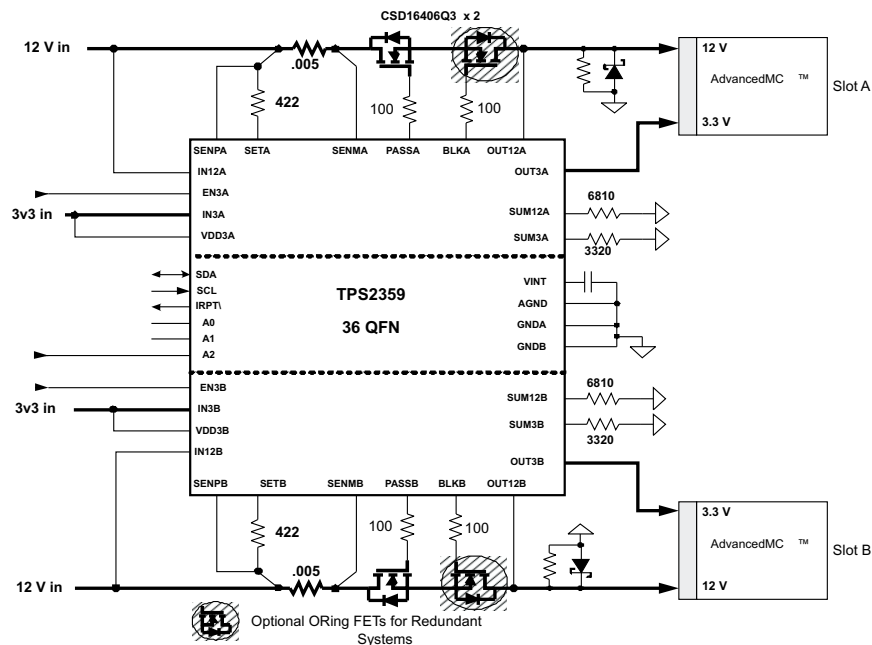 CSD16406Q3 x 2
12 V in
.005
422
100
100
12 V
AdvancedMC ™
3.3 V
Slot A
SENPA
SETA
SENMA
PASSA
BLKA
OUT12A
IN12A
OUT3A
EN3A
3v3 in
IN3A
VDD3A
SUM12A
6810
SUM3A
3320
SDA
SCL
IRPT\
A0
A1
A2
TPS2359
36 QFN
VINT
AGND
GNDA
GNDB
EN3B
3v3 in
IN3B
VDD3B
IN12B
SUM12B
6810
SUM3B
3320
OUT3B
SENPB
SETB
SENMB
PASSB
BLKB
OUT12B
422
100
100
3.3 V
AdvancedMC ™
12 V
Slot B
12 V in
.005
Optional ORing FETs for Redundant
Systems